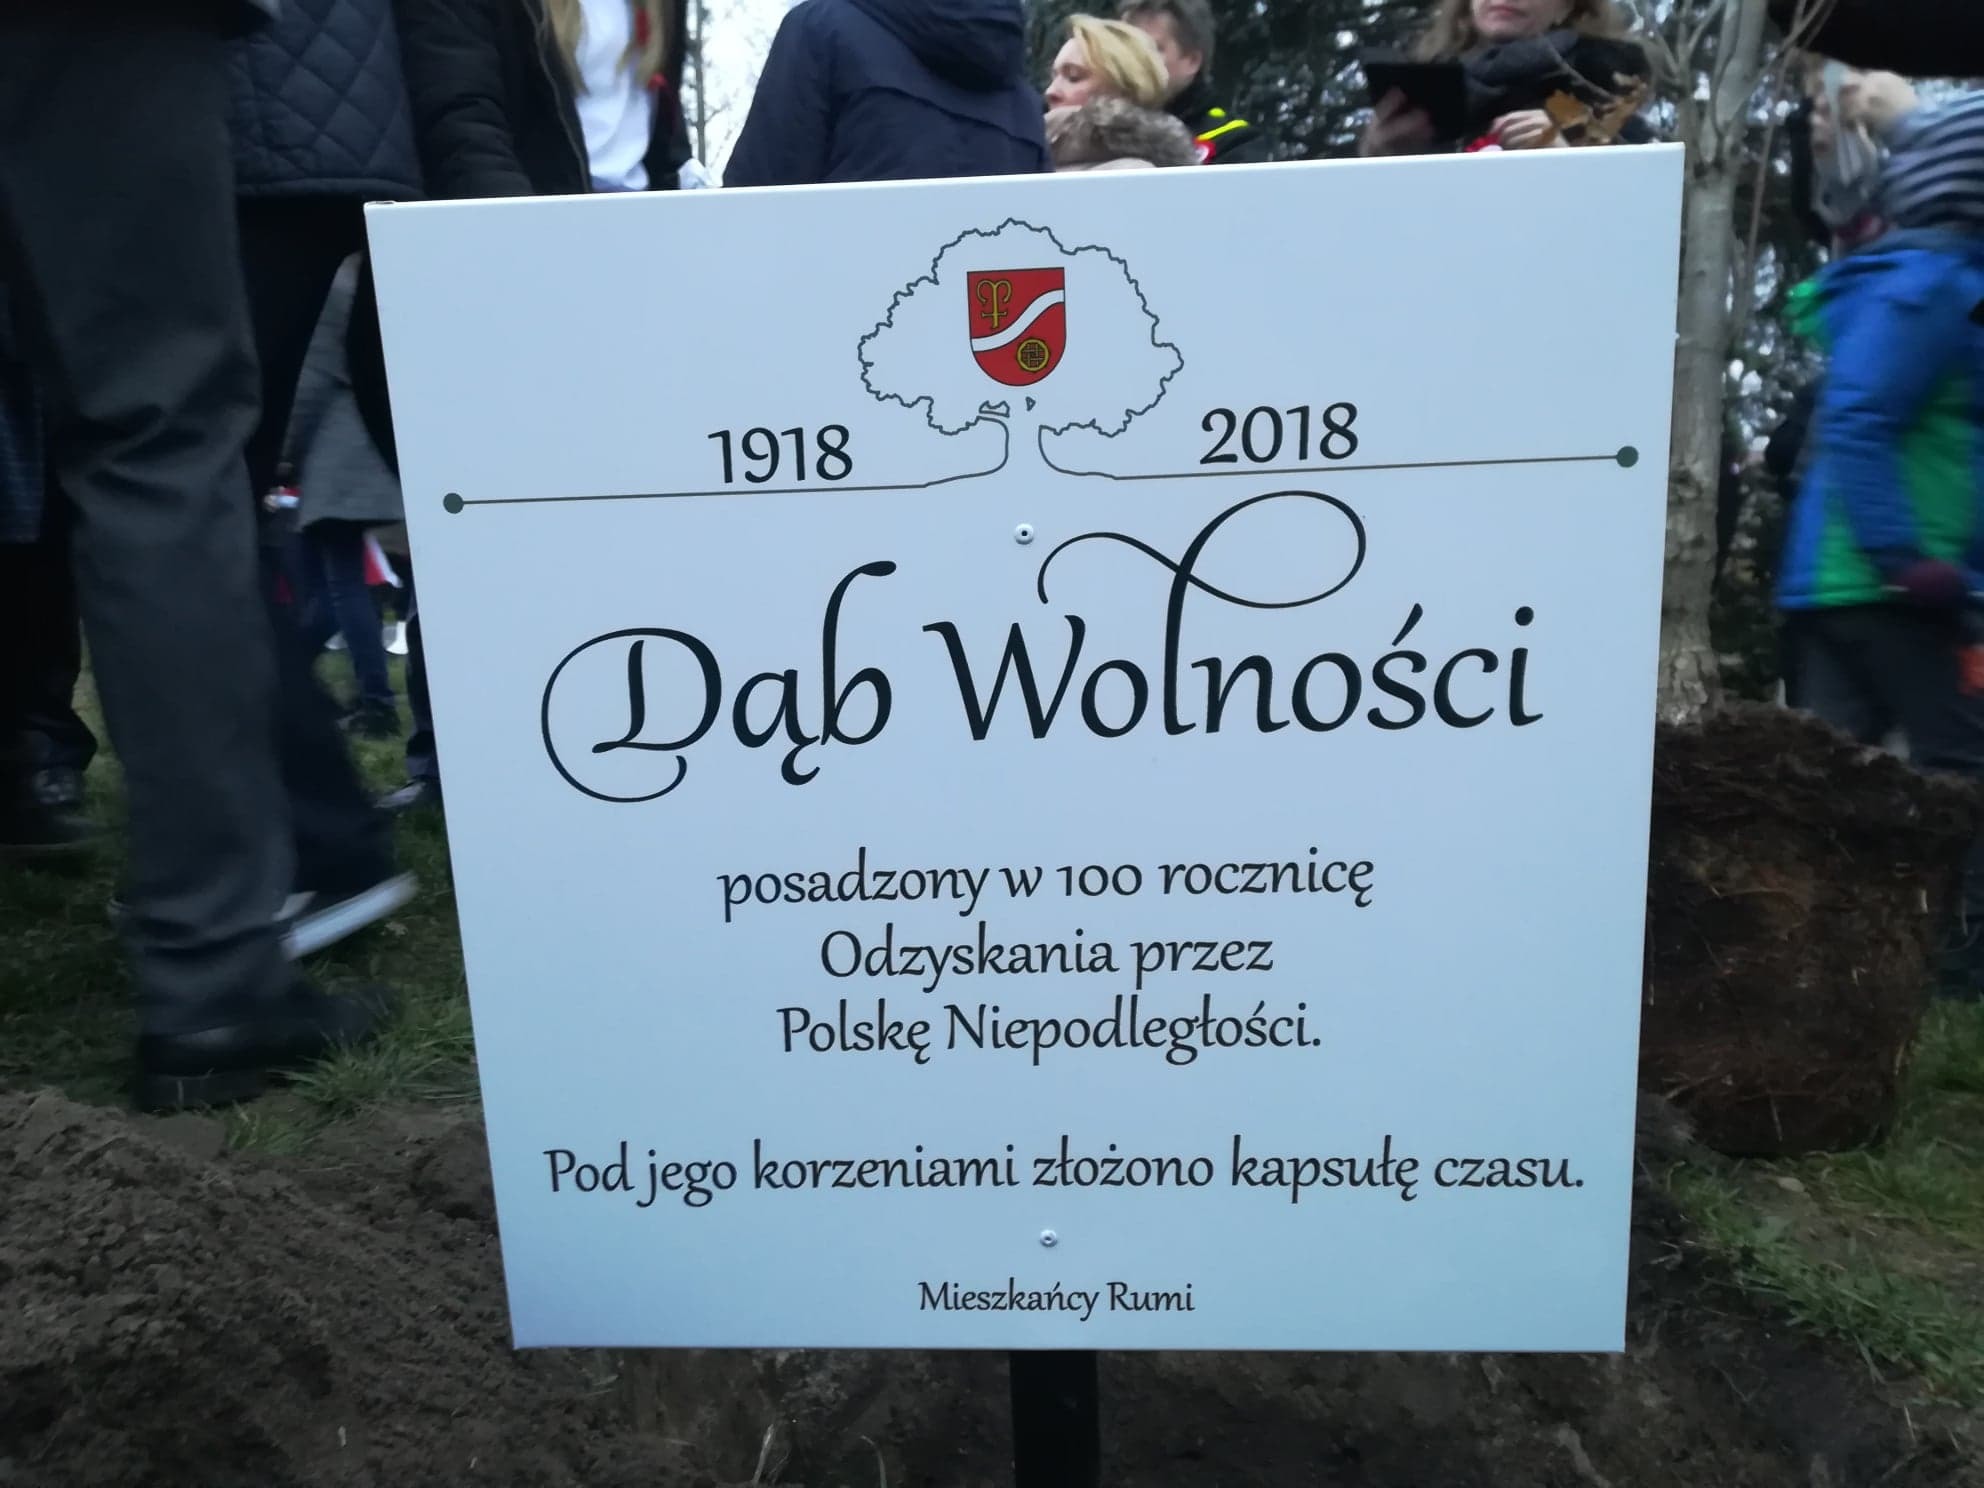 1918 2018
Dąb Wolności
posadzony w 100 rocznicę
Odzyskania przez
Polskę Niepodległości.
Pod jego korzeniami złożono kapsułę czasu.
Mieszkańcy Rumi